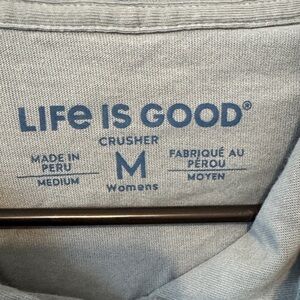 LIFE IS GOOD®
CRUSHER
MADE IN PERU
MEDIUM
M
Womens
FABRIQUÉ AU PÉROU
MOYEN